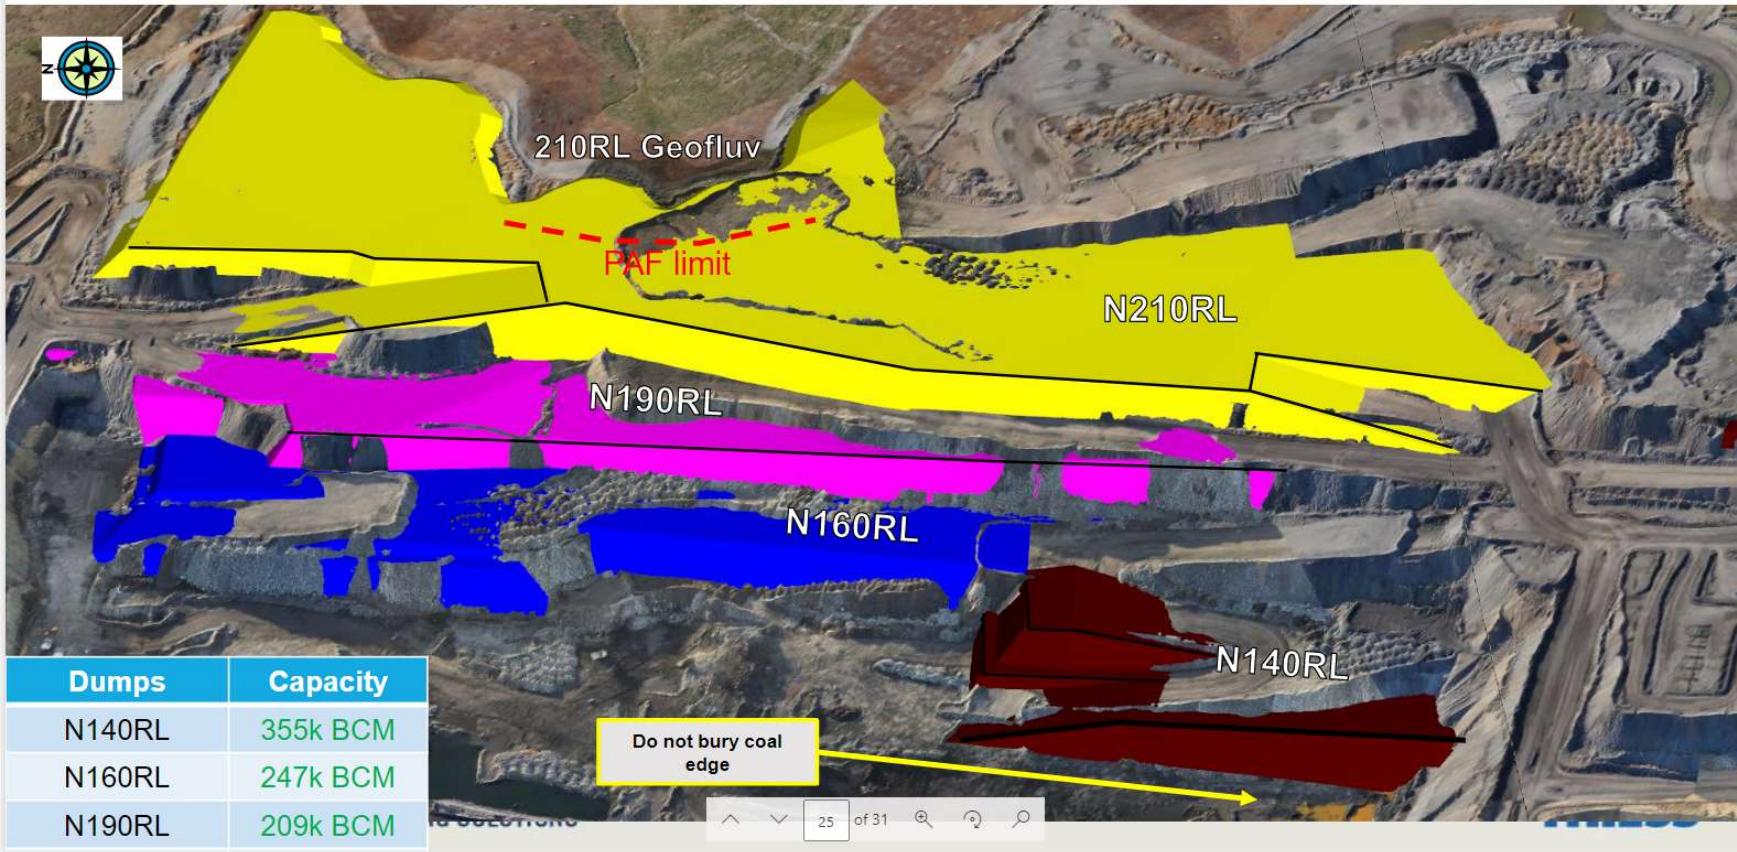 N
210RL Geofluv
PAF limit
N210RL
N190RL
N160RL
N140RL
Dumps Capacity
N140RL 355k BCM
N160RL 247k BCM
N190RL 209k BCM
Do not bury coal
edge
25 of 31